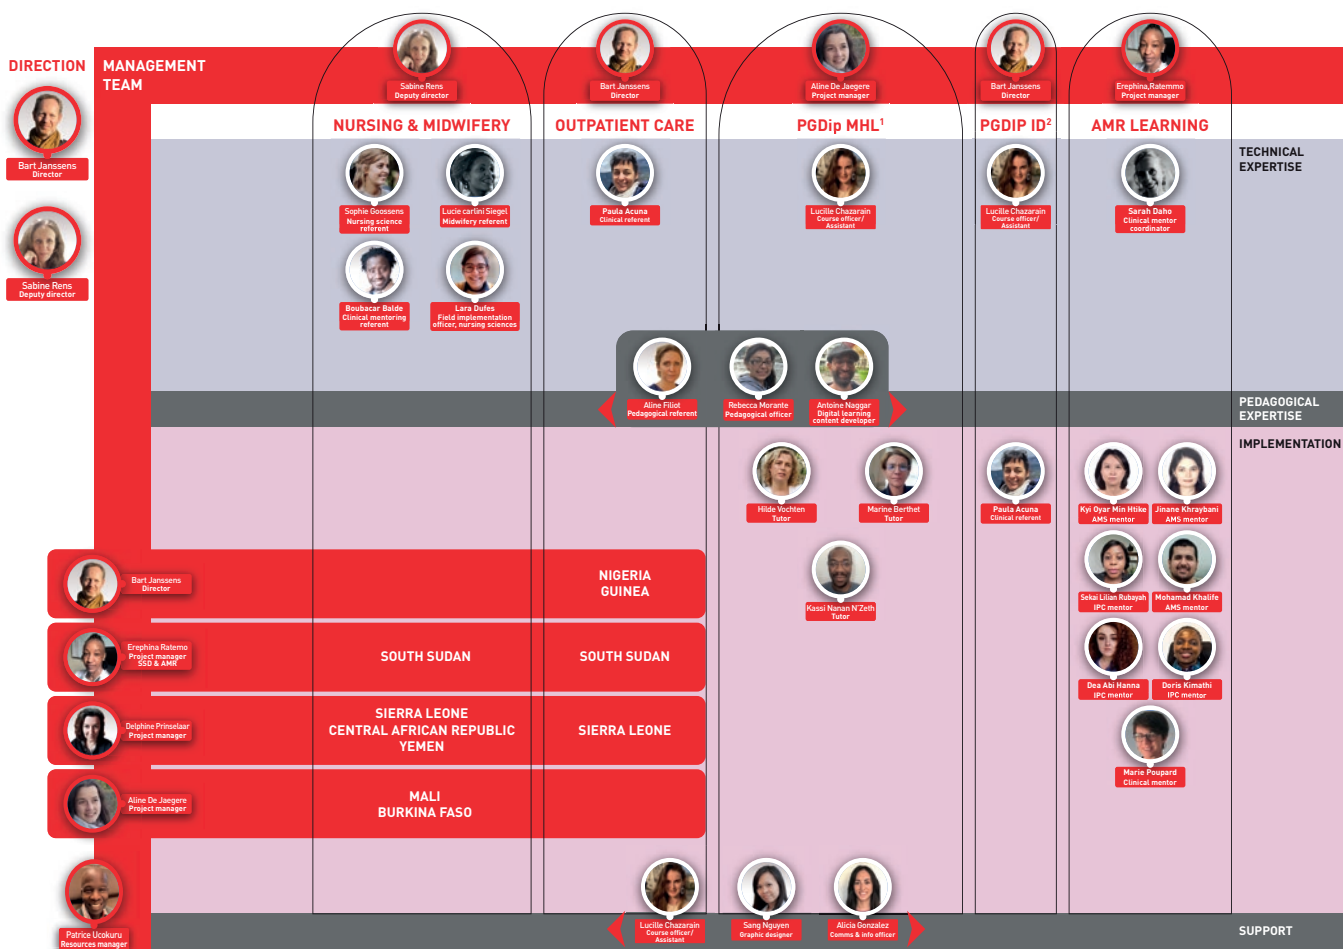 DIRECTION
MANAGEMENT
TEAM
Bart Janssens
Director
Sabine Rens
Deputy director
Sabine Rens
Deputy director
Bart Janssens
Director
Aline De Jaegere
Project manager
Bart Janssens
Director
Erephina,Ratemmo
Project manager
NURSING & MIDWIFERY
OUTPATIENT CARE
PGDip MHL¹
PGDIP ID²
AMR LEARNING
TECHNICAL
EXPERTISE
Sophie Goossens
Nursing science
referent
Lucie carlini Siegel
Midwifery referent
Paula Acuna
Clinical referent
Lucille Chazarain
Course officer/
Assistant
Lucille Chazarain
Course officer/
Assistant
Sarah Daho
Clinical mentor
coordinator
Boubacar Balde
Clinical mentoring
referent
Lara Dufes
Field implementation
officer, nursing sciences
Aline Filiot
Pedagogical referent
Rebecca Morante
Pedagogical officer
Antoine Naggar
Digital learning
content developer
PEDAGOGICAL
EXPERTISE
IMPLEMENTATION
Hilde Vochten
Tutor
Marine Berthet
Tutor
Paula Acuna
Clinical referent
Kyi Oyar Min Htike
AMS mentor
Jinane Khraybani
AMS mentor
Kassi Nanan N'Zeth
Tutor
Sekai Lilian Rubayah
IPC mentor
Mohamad Khalife
AMS mentor
Dea Abi Hanna
IPC mentor
Doris Kimathi
IPC mentor
Marie Poupard
Clinical mentor
Bart Janssens
Director
NIGERIA
GUINEA
Erephina Ratemo
Project manager
SSD & AMR
SOUTH SUDAN
SOUTH SUDAN
Delphine Prinselaar
Project manager
SIERRA LEONE
CENTRAL AFRICAN REPUBLIC
YEMEN
SIERRA LEONE
Aline De Jaegere
Project manager
MALI
BURKINA FASO
Patrice Ucokuru
Resources manager
Lucille Chazarain
Course officer/
Assistant
Sang Nguyen
Graphic designer
Alicia Gonzalez
Comms & info officer
SUPPORT